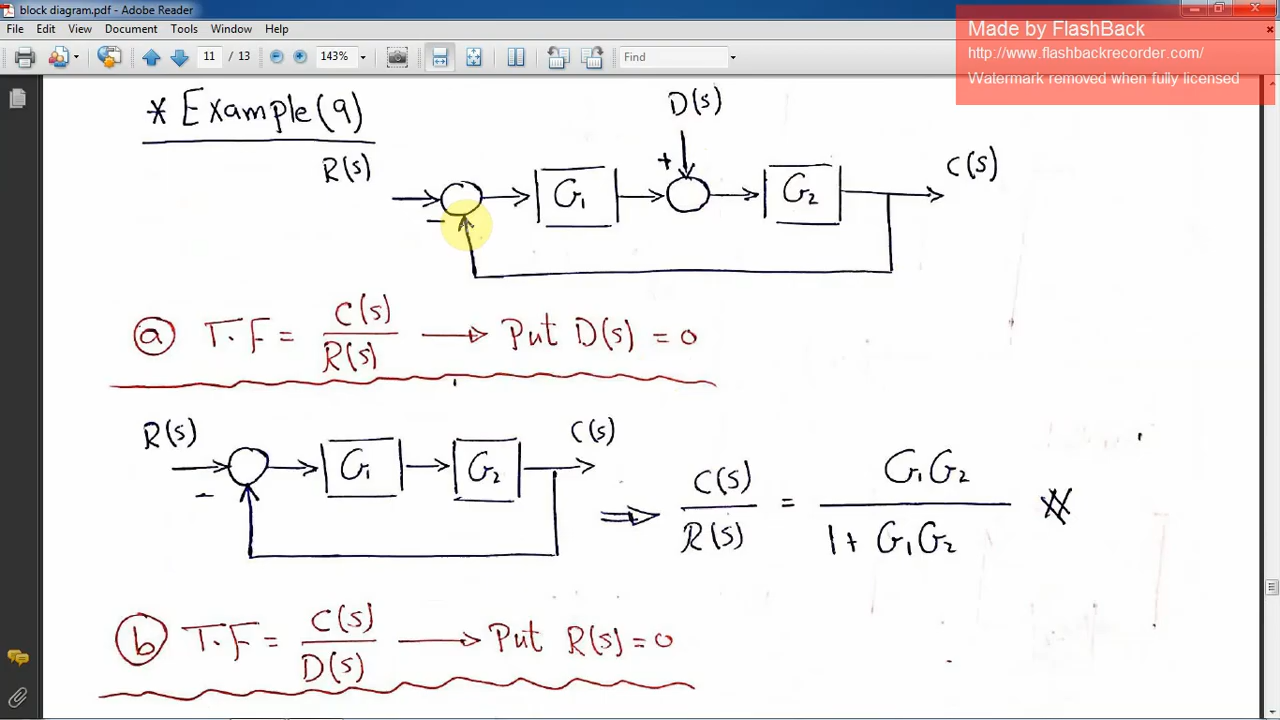 block diagram.pdf - Adobe Reader
File Edit View Document Tools Window Help
11 / 13 143% Find
Made by FlashBack
http://www.flashbackrecorder.com/
Watermark removed when fully licensed
* Example(9)
D(s)
R(s) + C(s)
G1 G2
−
a T.F = C(s)/R(s) → Put D(s) = 0
R(s) C(s)
G1 G2
−
⇒ C(s)/R(s) = G1G2/1+ G1G2
b T.F = C(s)/D(s) → Put R(s) = 0